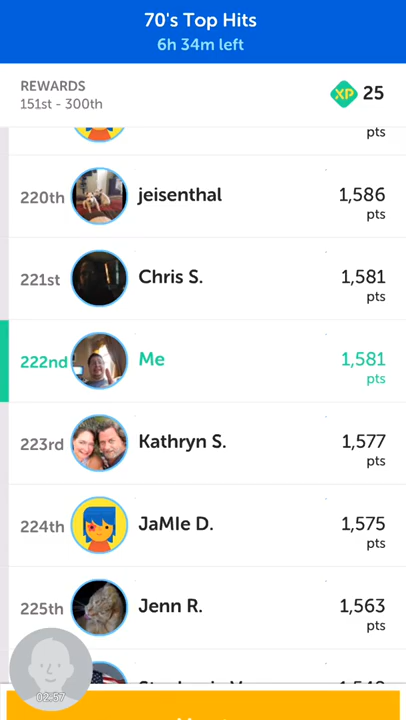 70's Top Hits
6h 34m left
REWARDS
151st - 300th
XP 25
pts
220th jeisenthal 1,586
pts
221st Chris S. 1,581
pts
222nd Me 1,581
pts
223rd Kathryn S. 1,577
pts
224th JaMIe D. 1,575
pts
225th Jenn R. 1,563
pts
02:57